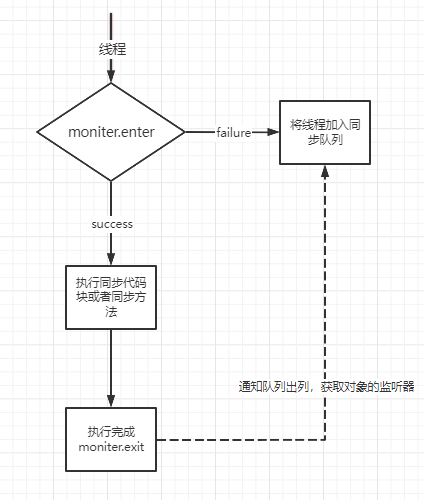 线程
moniter.enter
failure
将线程加入同
步队列
success
执行同步代码
块或者同步方
法
通知队列出列，获取对象的监听器
执行完成
moniter.exit